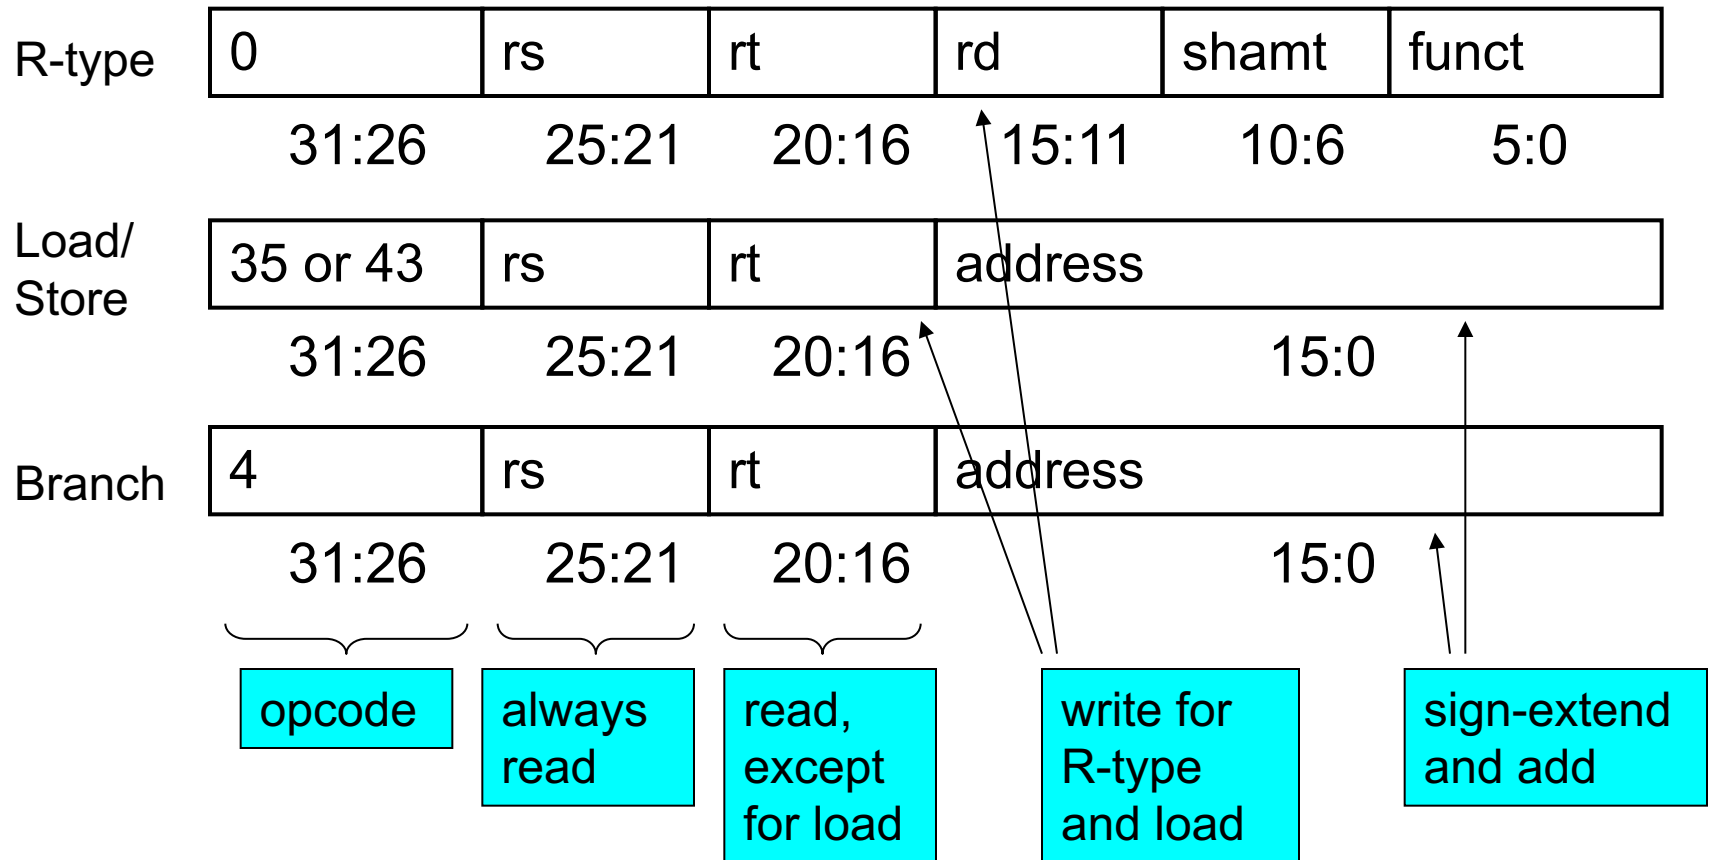 R-type 0 rs rt rd shamt funct
31:26 25:21 20:16 15:11 10:6 5:0
Load/
Store
35 or 43 rs rt address
31:26 25:21 20:16 15:0
Branch 4 rs rt address
31:26 25:21 20:16 15:0
opcode
always
read
read,
except
for load
write for
R-type
and load
sign-extend
and add